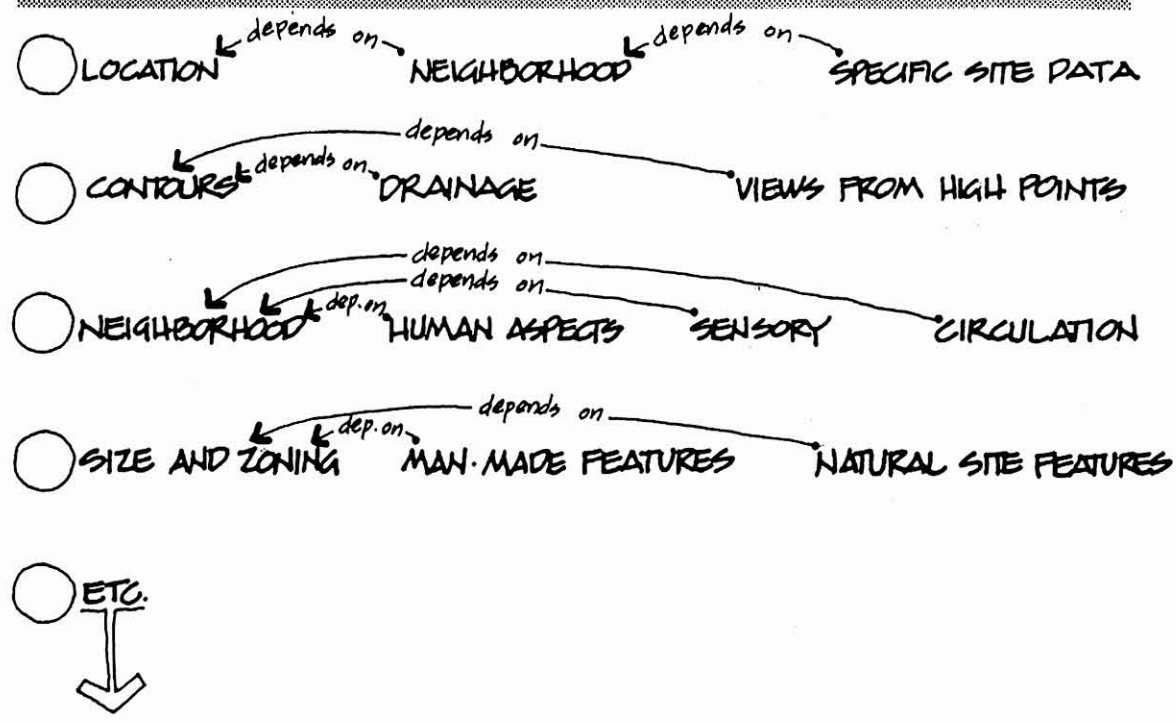 depends on depends on
LOCATION NEIGHBORHOOD SPECIFIC SITE DATA
depends on
depends on
CONTOURS DRAINAGE VIEWS FROM HIGH POINTS
depends on
depends on
dep. on
NEIGHBORHOOD HUMAN ASPECTS SENSORY CIRCULATION
depends on
dep. on
SIZE AND ZONING MAN·MADE FEATURES NATURAL SITE FEATURES
ETC.